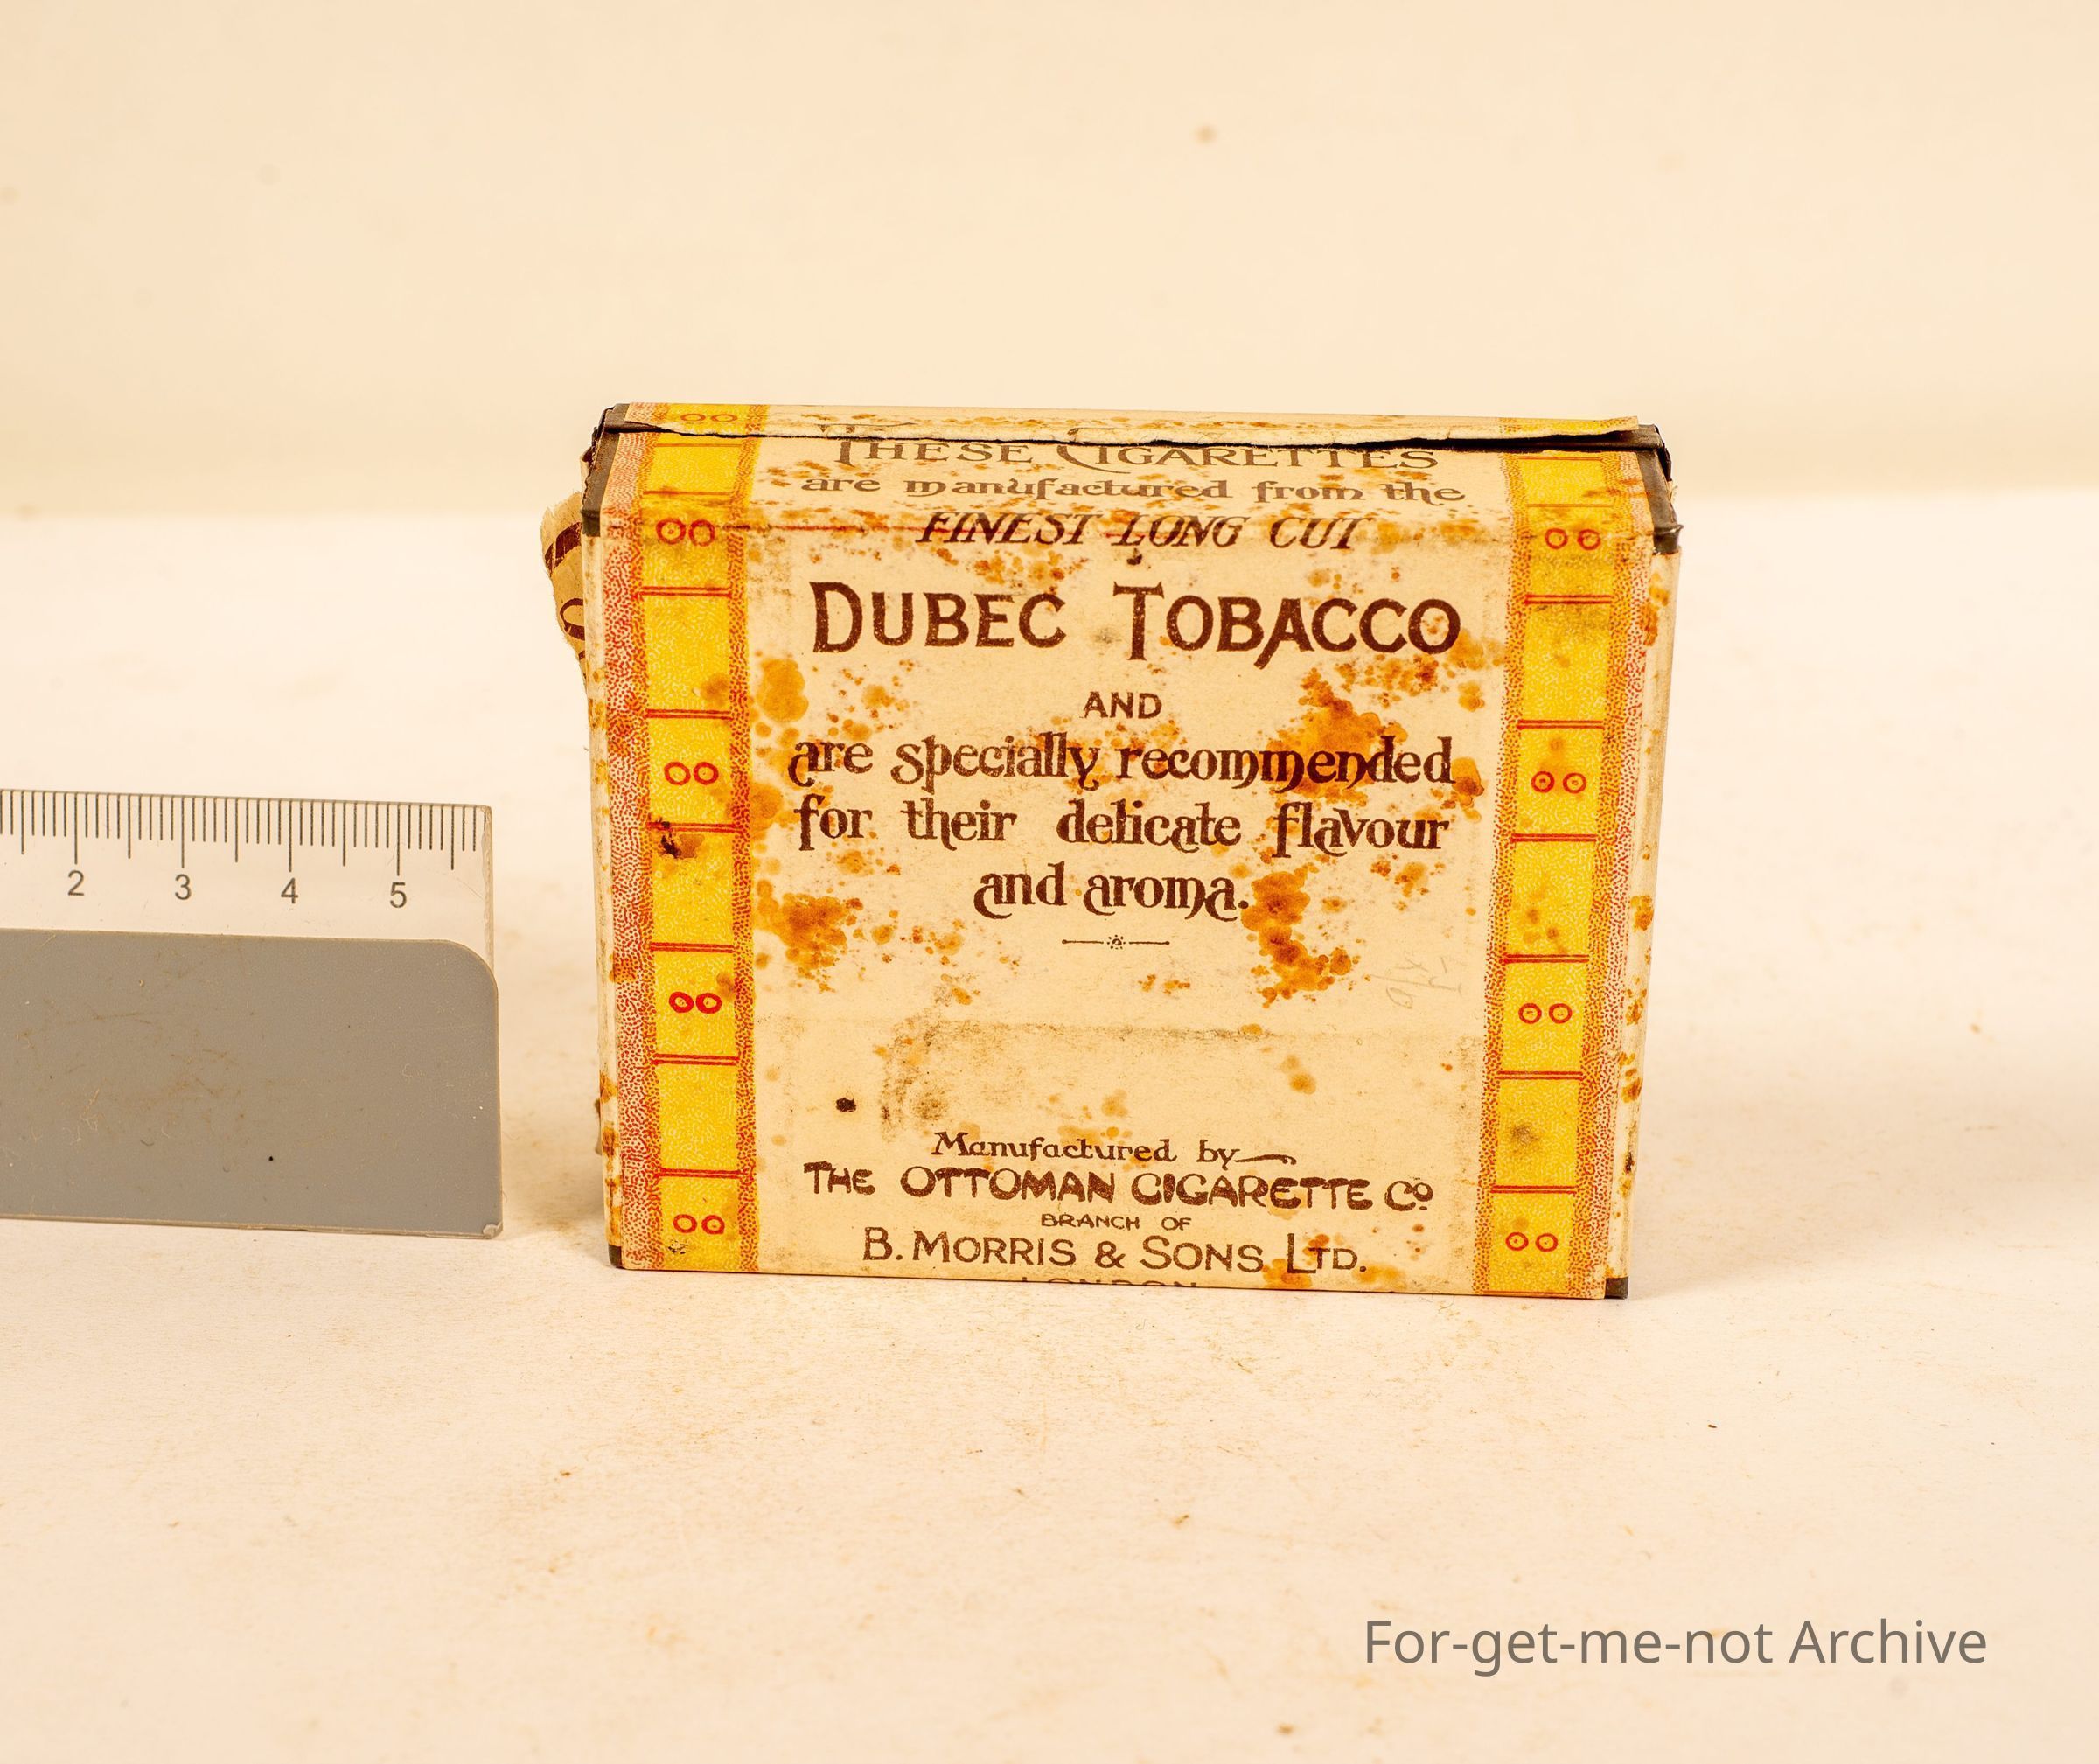 THESE CIGARETTES
are manufactured from the
FINEST LONG CUT
DUBEC TOBACCO
AND
are specially recommended
for their delicate flavour
and aroma.
Manufactured by
THE OTTOMAN CIGARETTE Co.
BRANCH OF
B. MORRIS & SONS LTD.
LONDON
2 3 4 5
For-get-me-not Archive